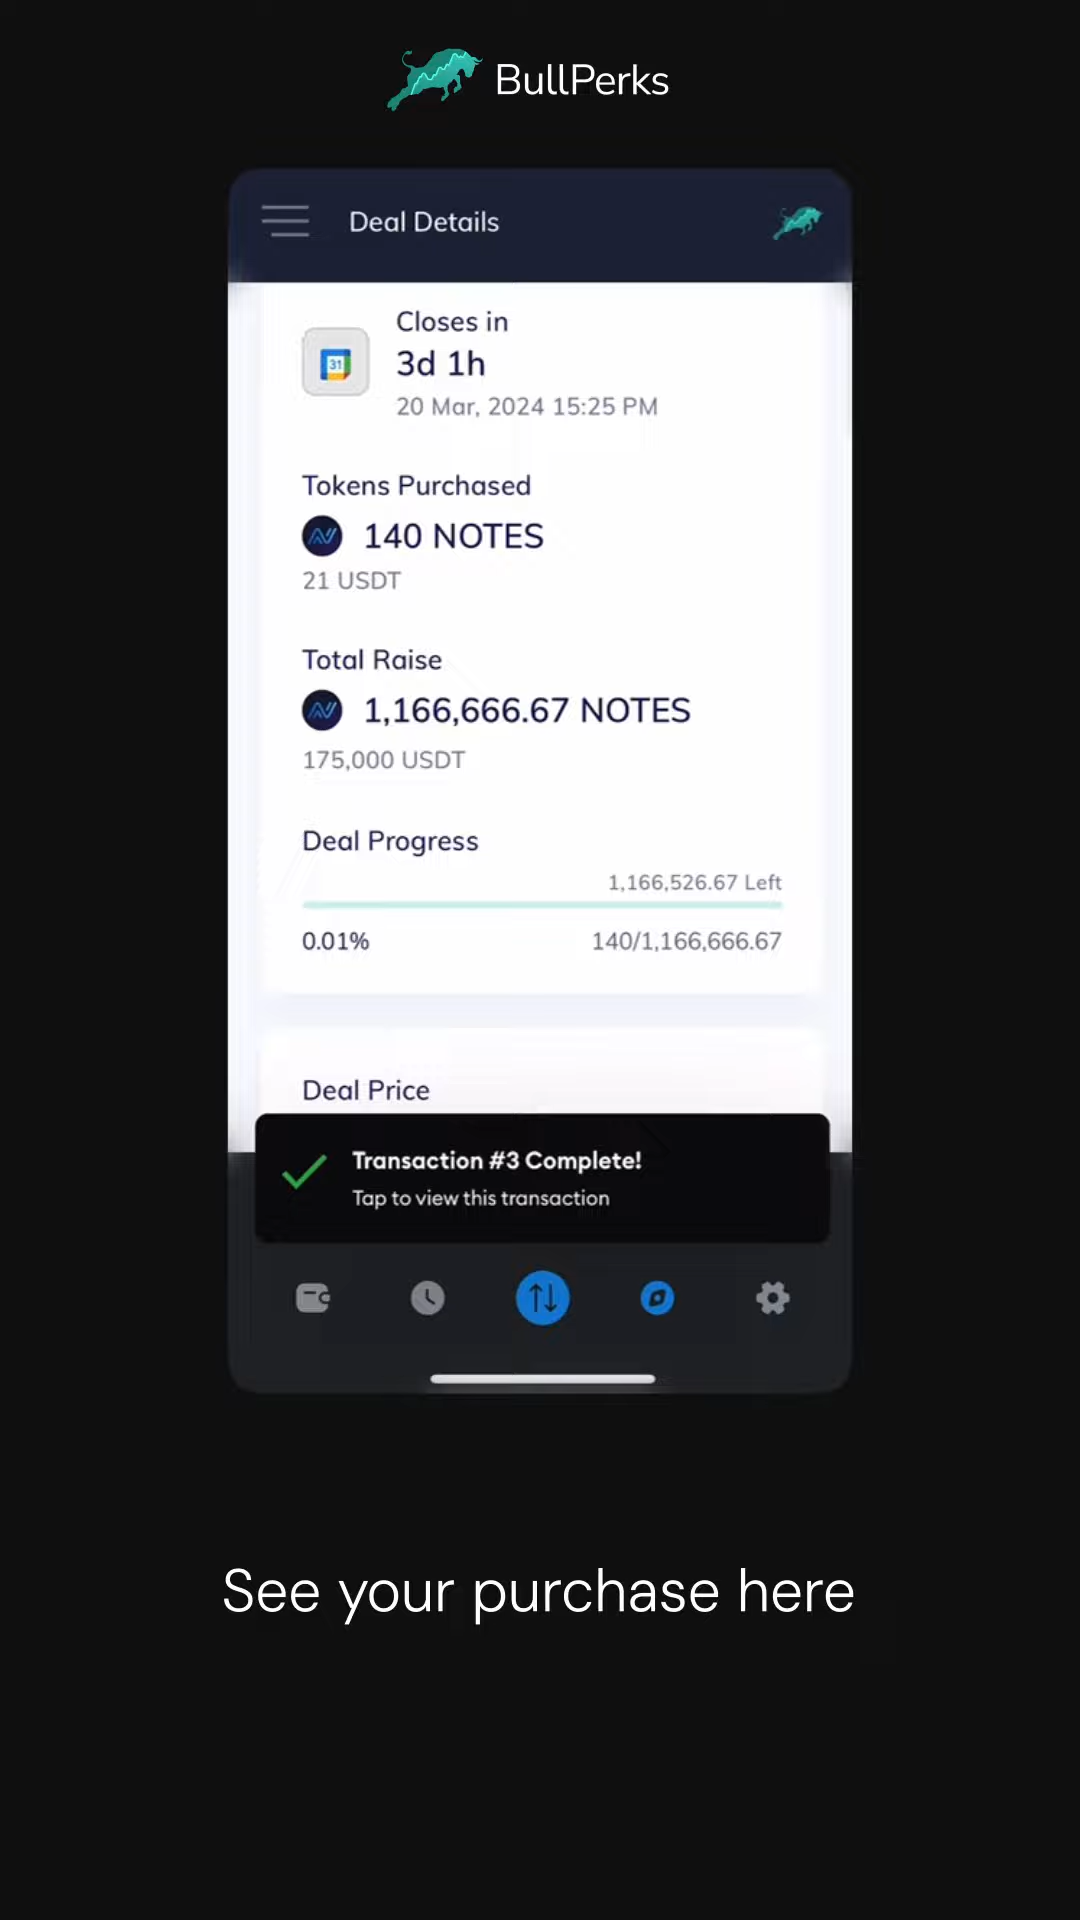 BullPerks
Deal Details
Closes in
31
3d 1h
20 Mar, 2024 15:25 PM
Tokens Purchased
140 NOTES
21 USDT
Total Raise
1,166,666.67 NOTES
175,000 USDT
Deal Progress
1,166,526.67 Left
0.01%
140/1,166,666.67
Deal Price
Transaction #3 Complete!
Tap to view this transaction
See your purchase here